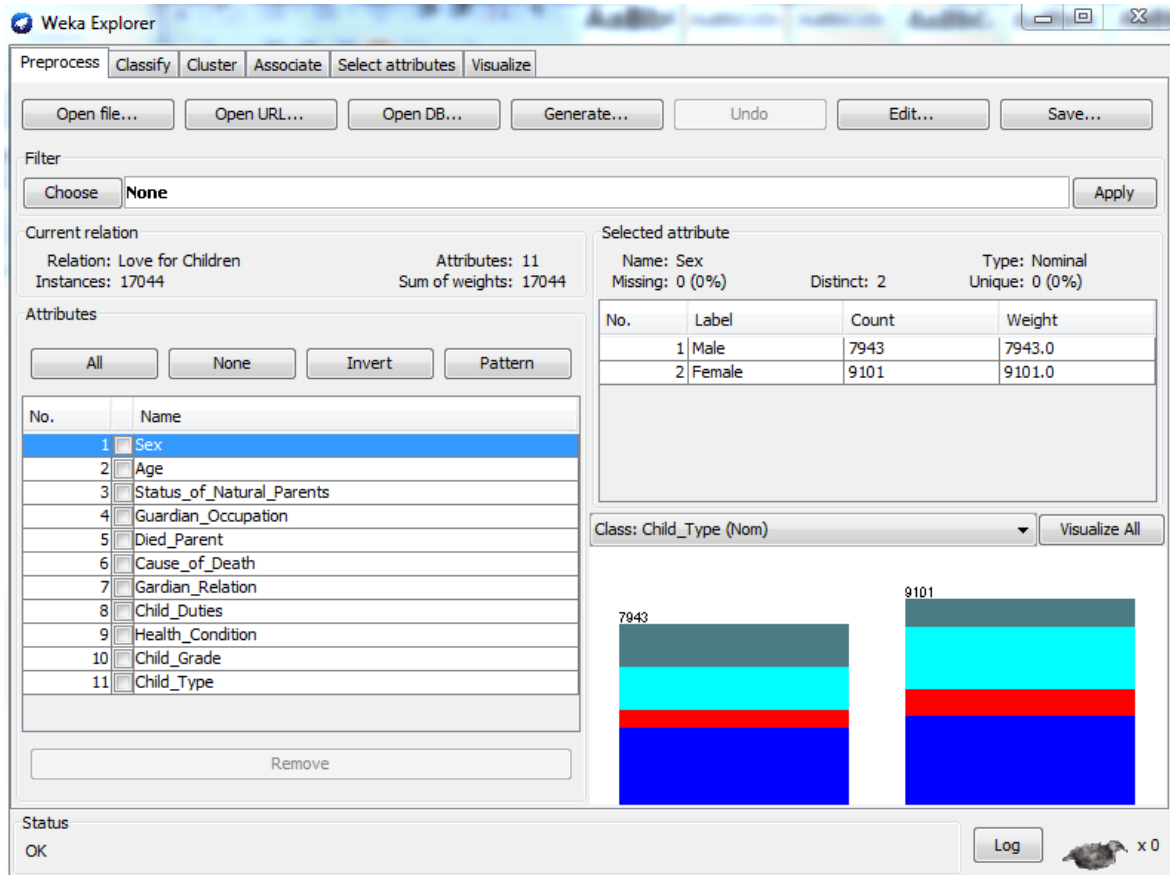 Weka Explorer
Preprocess Classify Cluster Associate Select attributes Visualize
Open file... Open URL... Open DB... Generate... Undo Edit... Save...
Filter
Choose None Apply
Current relation
Relation: Love for Children Attributes: 11
Instances: 17044 Sum of weights: 17044
Attributes
All None Invert Pattern
No. Name
1 Sex
2 Age
3 Status_of_Natural_Parents
4 Guardian_Occupation
5 Died_Parent
6 Cause_of_Death
7 Gardian_Relation
8 Child_Duties
9 Health_Condition
10 Child_Grade
11 Child_Type
Remove
Selected attribute
Name: Sex Type: Nominal
Missing: 0 (0%) Distinct: 2 Unique: 0 (0%)
No. Label Count Weight
1 Male 7943 7943.0
2 Female 9101 9101.0
Class: Child_Type (Nom) Visualize All
7943
9101
Status
OK
Log x 0